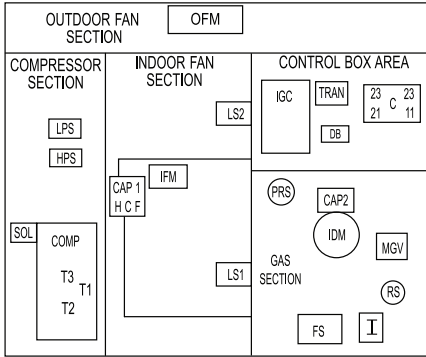 OUTDOOR FAN
SECTION
OFM
COMPRESSOR
SECTION
LPS
HPS
SOL
COMP
T3
T1
T2
INDOOR FAN
SECTION
LS2
CAP 1
H C F
IFM
LS1
CONTROL BOX AREA
IGC
TRAN
DB
23 23
C
21 11
PRS
CAP2
IDM
MGV
GAS
SECTION
RS
FS
I